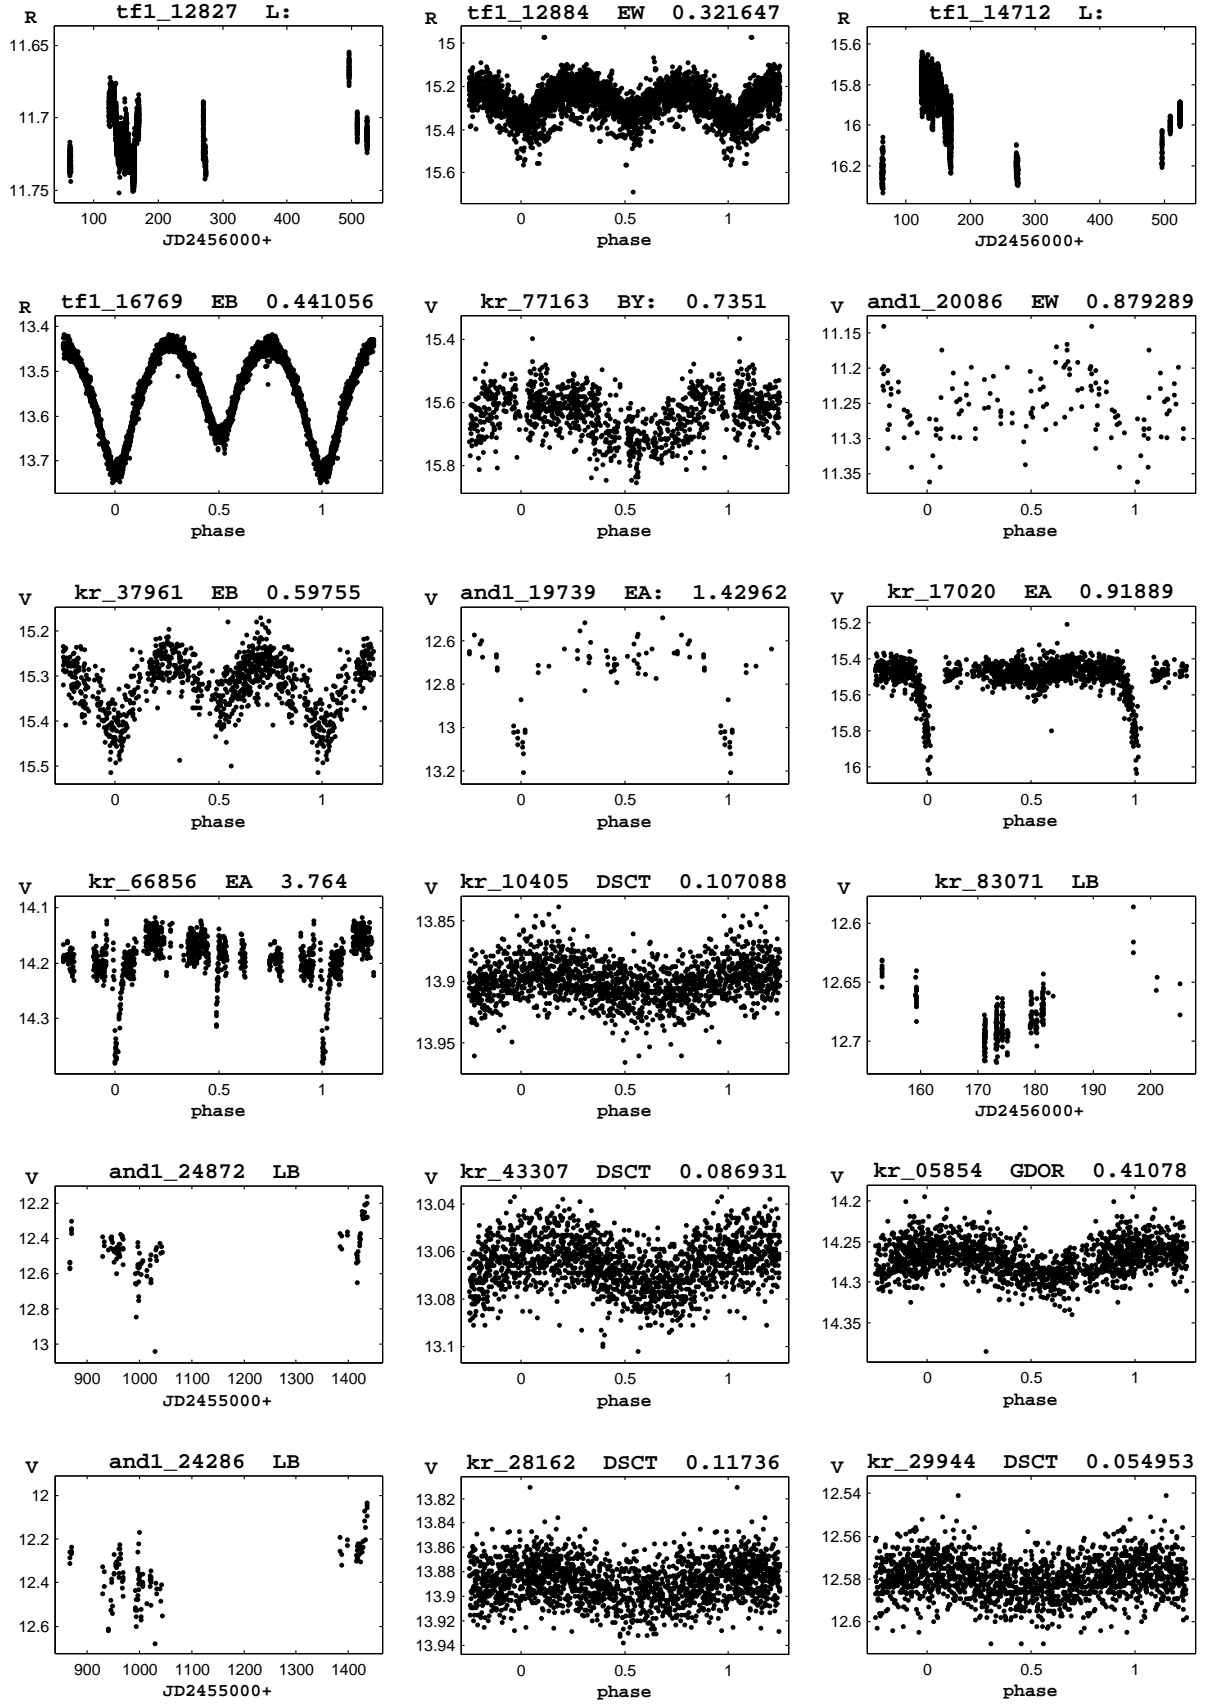 R tf1_12827 L:
11.65
11.7
11.75
100 200 300 400 500
JD2456000+
R tf1_12884 EW 0.321647
15
15.2
15.4
15.6
0 0.5 1
phase
R tf1_14712 L:
15.6
15.8
16
16.2
100 200 300 400 500
JD2456000+
R tf1_16769 EB 0.441056
13.4
13.5
13.6
13.7
0 0.5 1
phase
V kr_77163 BY: 0.7351
15.4
15.6
15.8
0 0.5 1
phase
V and1_20086 EW 0.879289
11.15
11.2
11.25
11.3
11.35
0 0.5 1
phase
V kr_37961 EB 0.59755
15.2
15.3
15.4
15.5
0 0.5 1
phase
V and1_19739 EA: 1.42962
12.6
12.8
13
13.2
0 0.5 1
phase
V kr_17020 EA 0.91889
15.2
15.4
15.6
15.8
16
0 0.5 1
phase
V kr_66856 EA 3.764
14.1
14.2
14.3
0 0.5 1
phase
V kr_10405 DSCT 0.107088
13.85
13.9
13.95
0 0.5 1
phase
V kr_83071 LB
12.6
12.65
12.7
160 170 180 190 200
JD2456000+
V and1_24872 LB
12.2
12.4
12.6
12.8
13
900 1000 1100 1200 1300 1400
JD2455000+
V kr_43307 DSCT 0.086931
13.04
13.06
13.08
13.1
0 0.5 1
phase
V kr_05854 GDOR 0.41078
14.2
14.25
14.3
14.35
0 0.5 1
phase
V and1_24286 LB
12
12.2
12.4
12.6
900 1000 1100 1200 1300 1400
JD2455000+
V kr_28162 DSCT 0.11736
13.82
13.84
13.86
13.88
13.9
13.92
13.94
0 0.5 1
phase
V kr_29944 DSCT 0.054953
12.54
12.56
12.58
12.6
0 0.5 1
phase